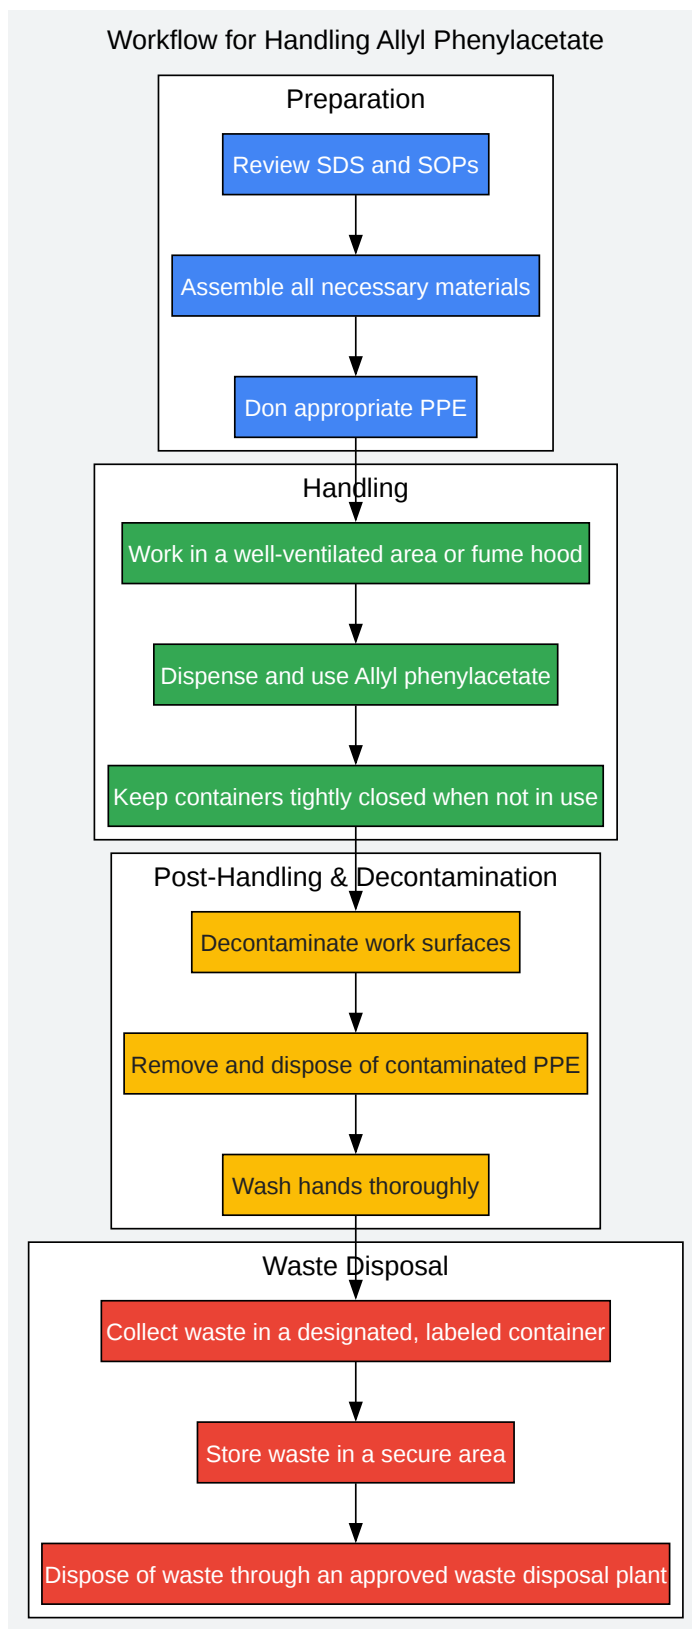 Workflow for Handling Allyl Phenylacetate
Preparation
Review SDS and SOPs
Assemble all necessary materials
Don appropriate PPE
Handling
Work in a well-ventilated area or fume hood
Dispense and use Allyl phenylacetate
Keep containers tightly closed when not in use
Post-Handling & Decontamination
Decontaminate work surfaces
Remove and dispose of contaminated PPE
Wash hands thoroughly
Waste Disposal
Collect waste in a designated, labeled container
Store waste in a secure area
Dispose of waste through an approved waste disposal plant